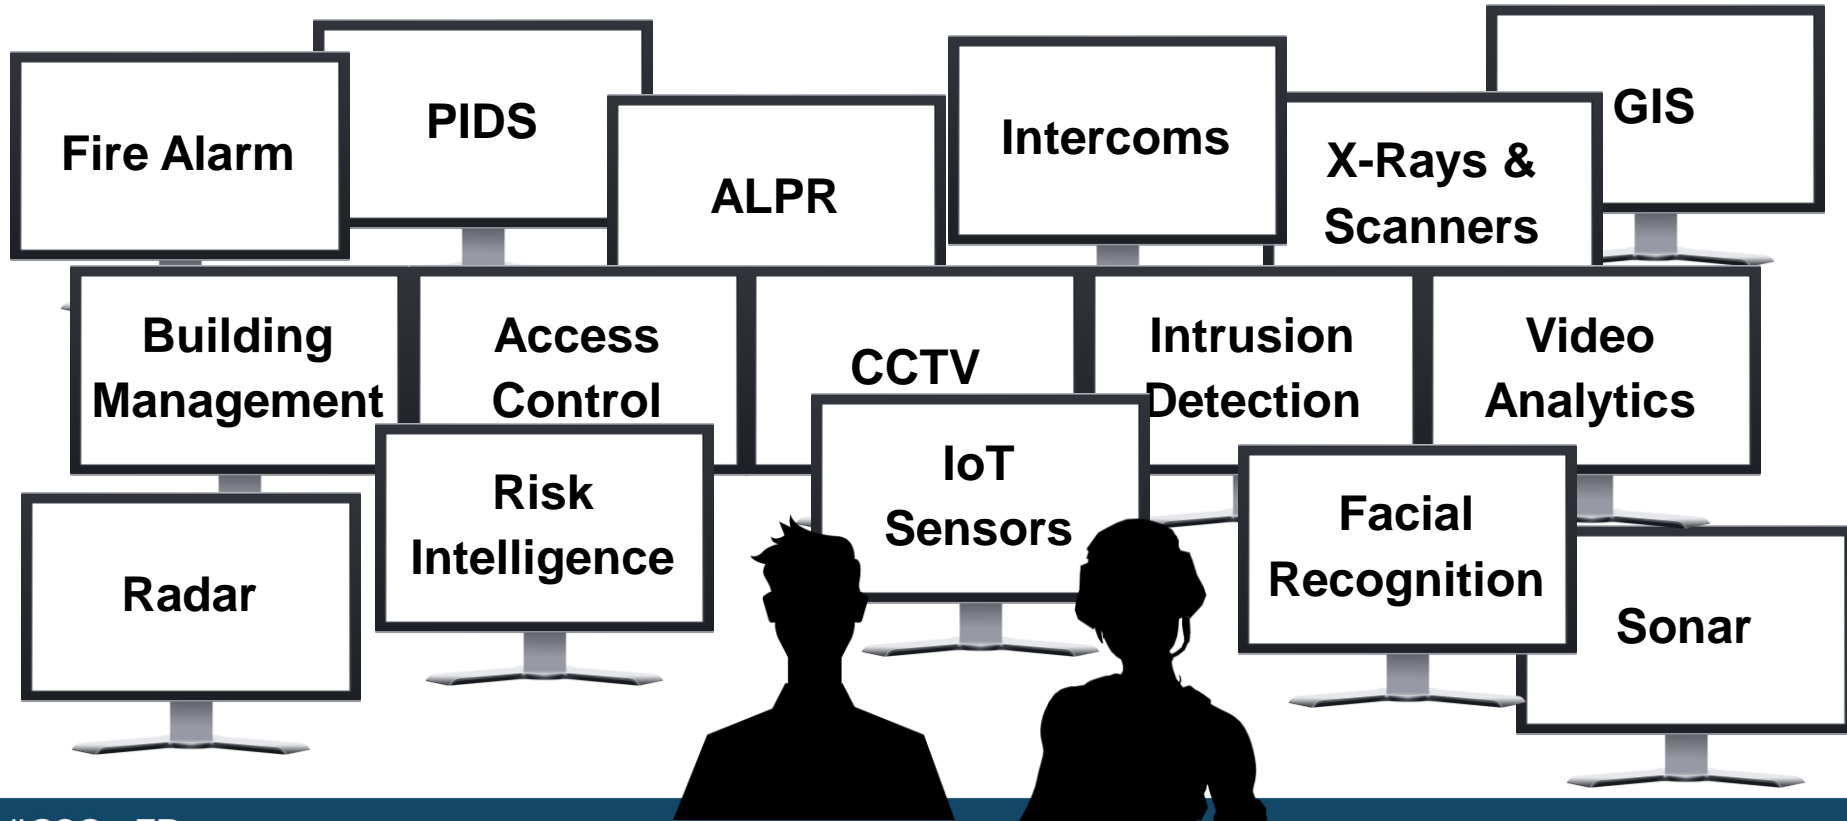 Fire Alarm
PIDS
ALPR
Intercoms
X-Rays &
Scanners
GIS
Building
Management
Access
Control
CCTV
Intrusion
Detection
Video
Analytics
Radar
Risk
Intelligence
IoT
Sensors
Facial
Recognition
Sonar